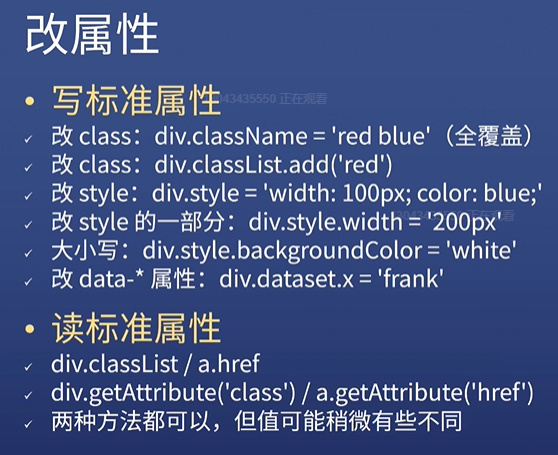 改属性
• 写标准属性
正在观看
✓ 改 class：div.className = 'red blue'（全覆盖）
✓ 改 class：div.classList.add('red')
✓ 改 style：div.style = 'width: 100px; color: blue;'
✓ 改 style 的一部分：div.style.width = '200px'
✓ 大小写：div.style.backgroundColor = 'white'
✓ 改 data-* 属性：div.dataset.x = 'frank'
• 读标准属性
✓ div.classList / a.href
✓ div.getAttribute('class') / a.getAttribute('href')
✓ 两种方法都可以，但值可能稍微有些不同